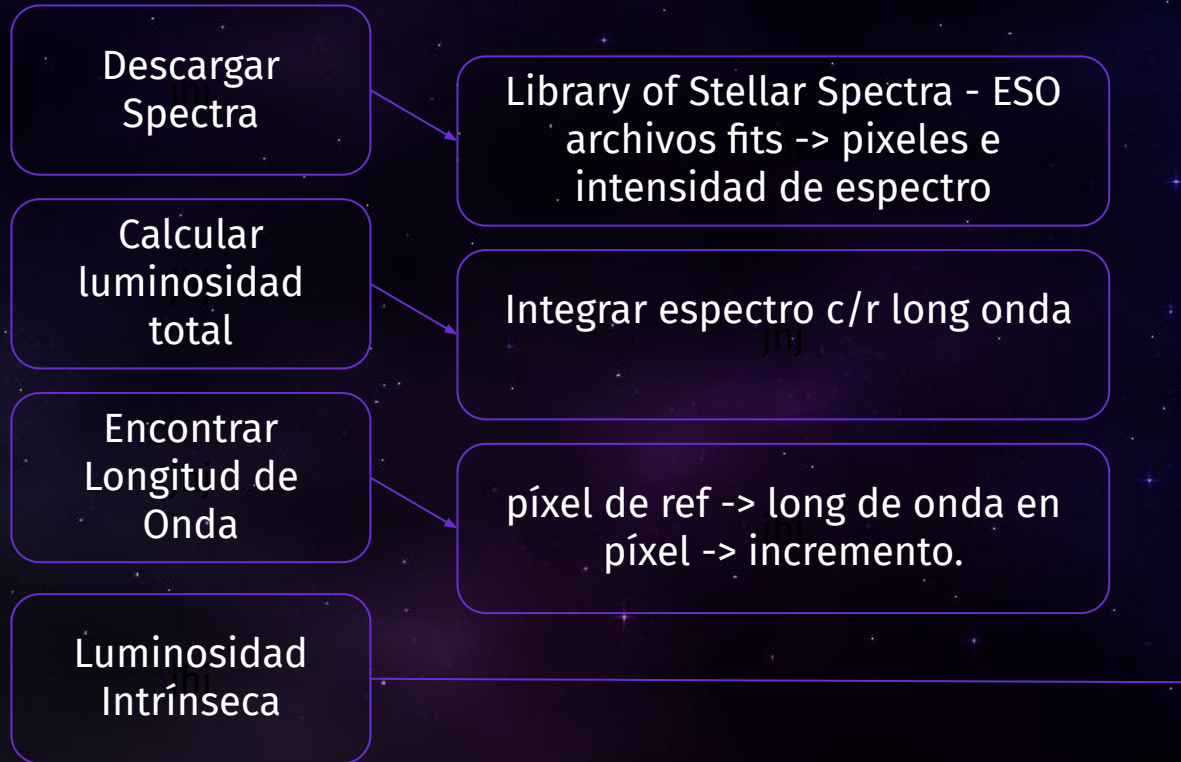 Descargar
Spectra
Library of Stellar Spectra - ESO
archivos fits -> pixeles e
intensidad de espectro
Calcular
luminosidad
total
Integrar espectro c/r long onda
jhj
Encontrar
Longitud de
Onda
píxel de ref -> long de onda en
píxel -> incremento.
Luminosidad
Intrínseca